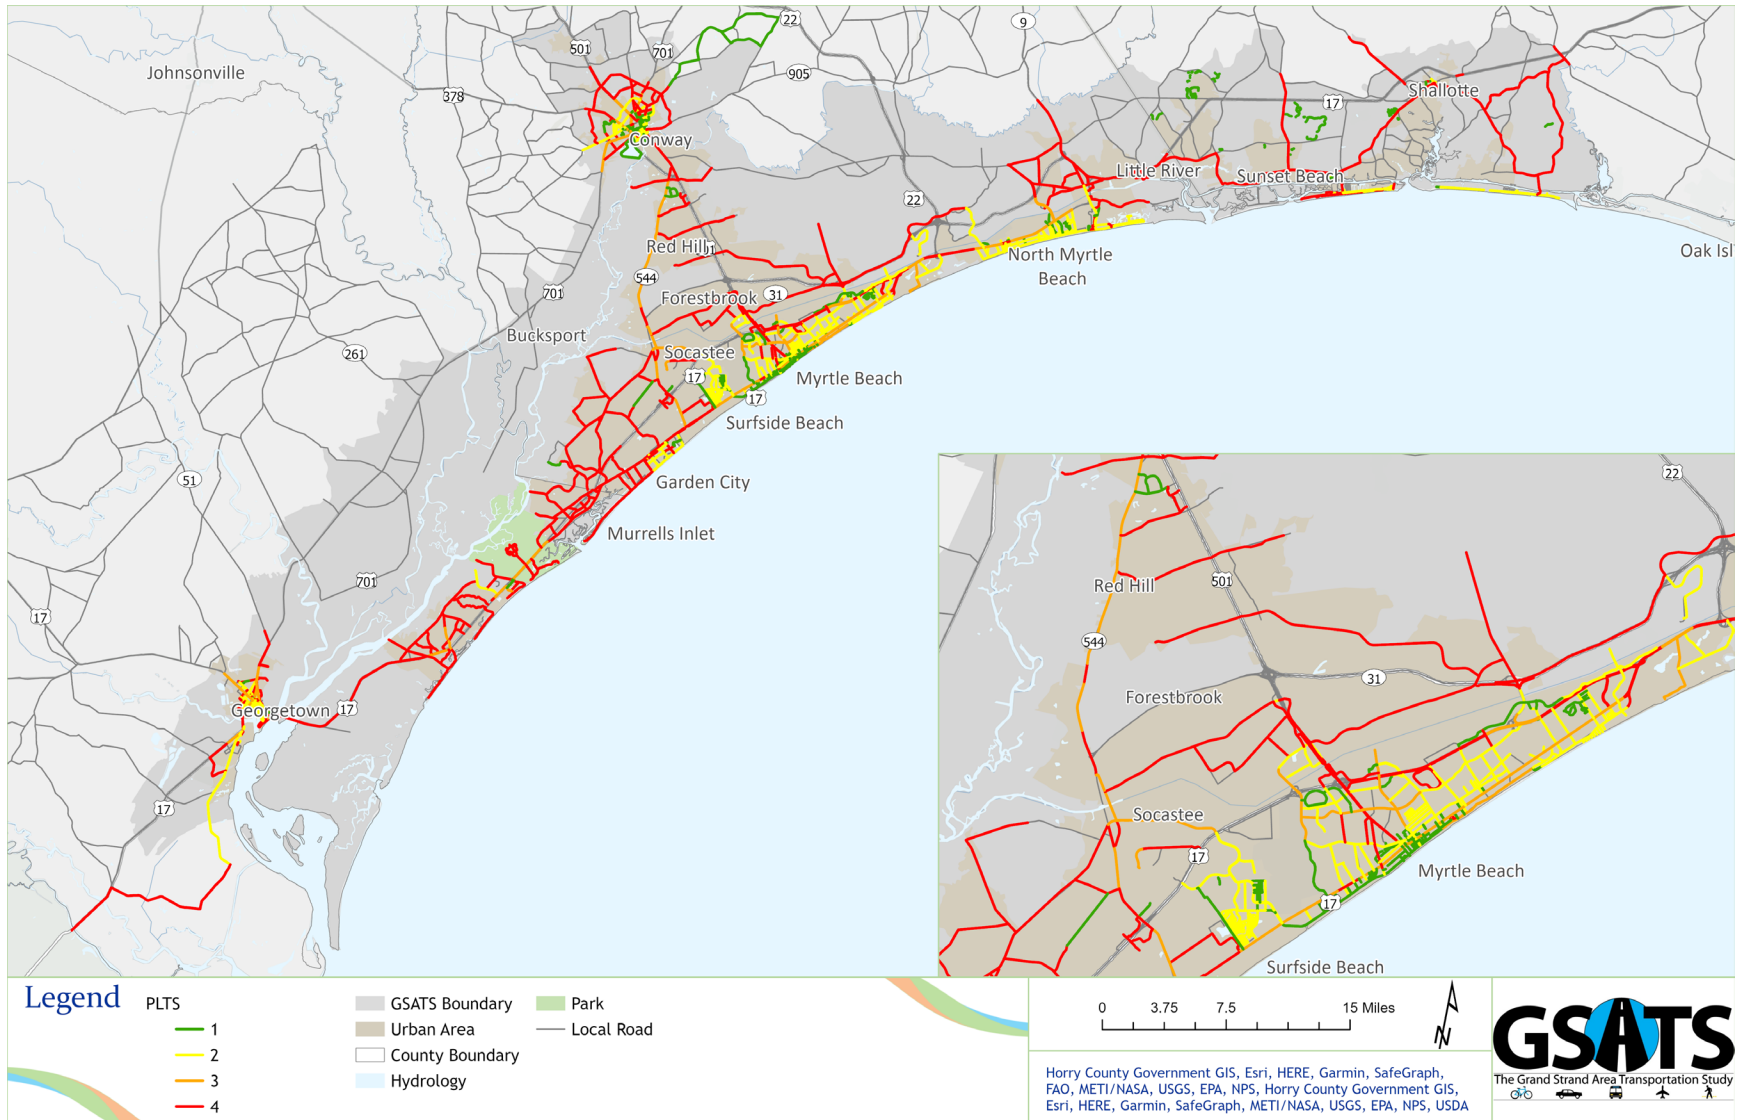 22
9
501
701
Johnsonville
905
378
Shallotte
17
Conway
Little River
Sunset Beach
22
Red Hill
North Myrtle
Beach
Oak Isl
544
701
Forestbrook
31
Bucksport
261
Socastee
17
Myrtle Beach
17
Surfside Beach
51
Garden City
Murrells Inlet
701
17
Georgetown
17
17
22
Red Hill
501
544
31
Forestbrook
Socastee
17
Myrtle Beach
17
Surfside Beach
Legend
PLTS
1
2
3
4
GSATS Boundary
Urban Area
County Boundary
Hydrology
Park
Local Road
0 3.75 7.5 15 Miles
N
Horry County Government GIS, Esri, HERE, Garmin, SafeGraph,
FAO, METI/NASA, USGS, EPA, NPS, Horry County Government GIS,
Esri, HERE, Garmin, SafeGraph, METI/NASA, USGS, EPA, NPS, USDA
GSATS
The Grand Strand Area Transportation Study